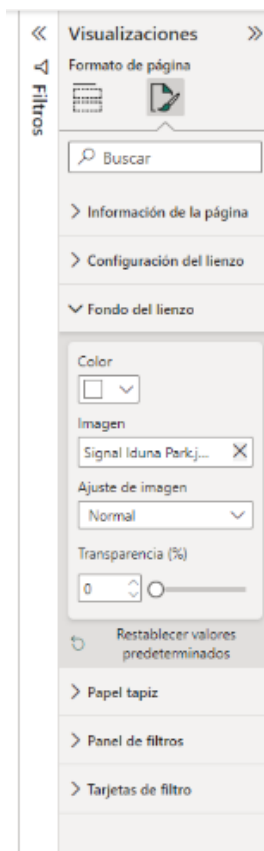 Visualizaciones
Filtros
Formato de página
Buscar
Información de la página
Configuración del lienzo
Fondo del lienzo
Color
Imagen
Signal Iduna Park.j...
Ajuste de imagen
Normal
Transparencia (%)
0
Restablecer valores
predeterminados
Papel tapiz
Panel de filtros
Tarjetas de filtro